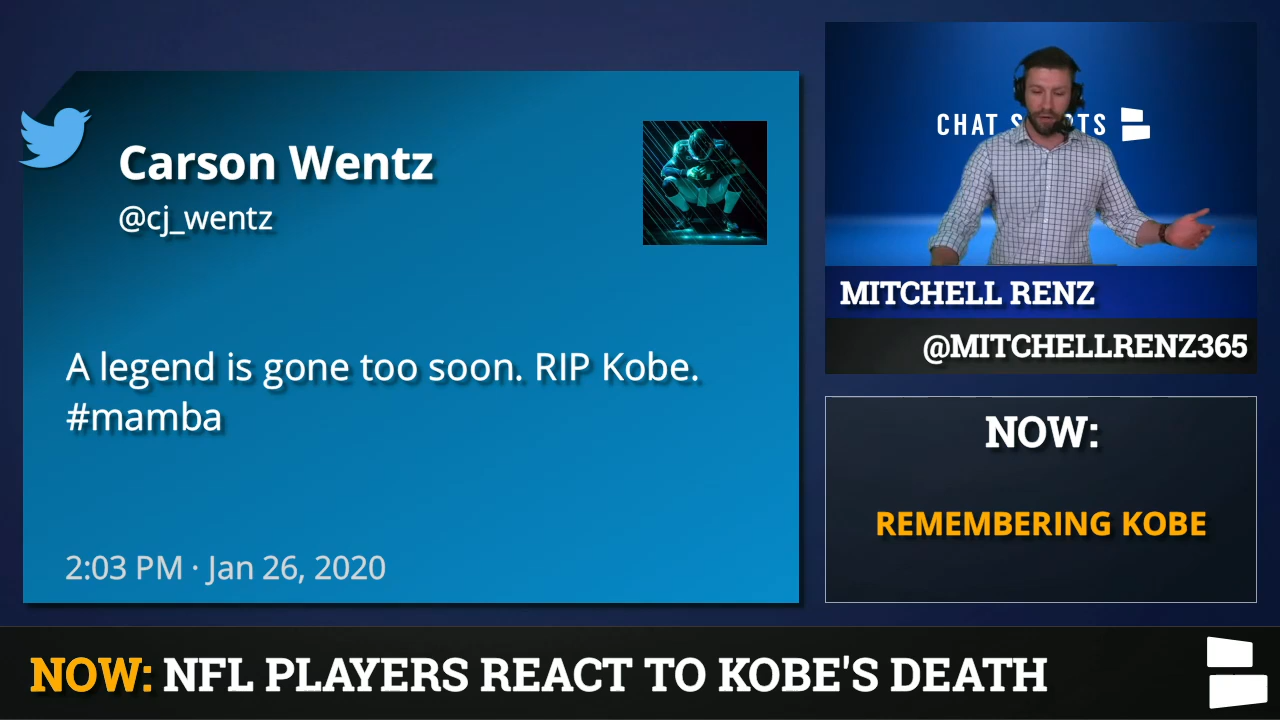 Carson Wentz
@cj_wentz
A legend is gone too soon. RIP Kobe.
#mamba
2:03 PM · Jan 26, 2020
CHAT
MITCHELL RENZ
@MITCHELLRENZ365
NOW:
REMEMBERING KOBE
NOW: NFL PLAYERS REACT TO KOBE'S DEATH